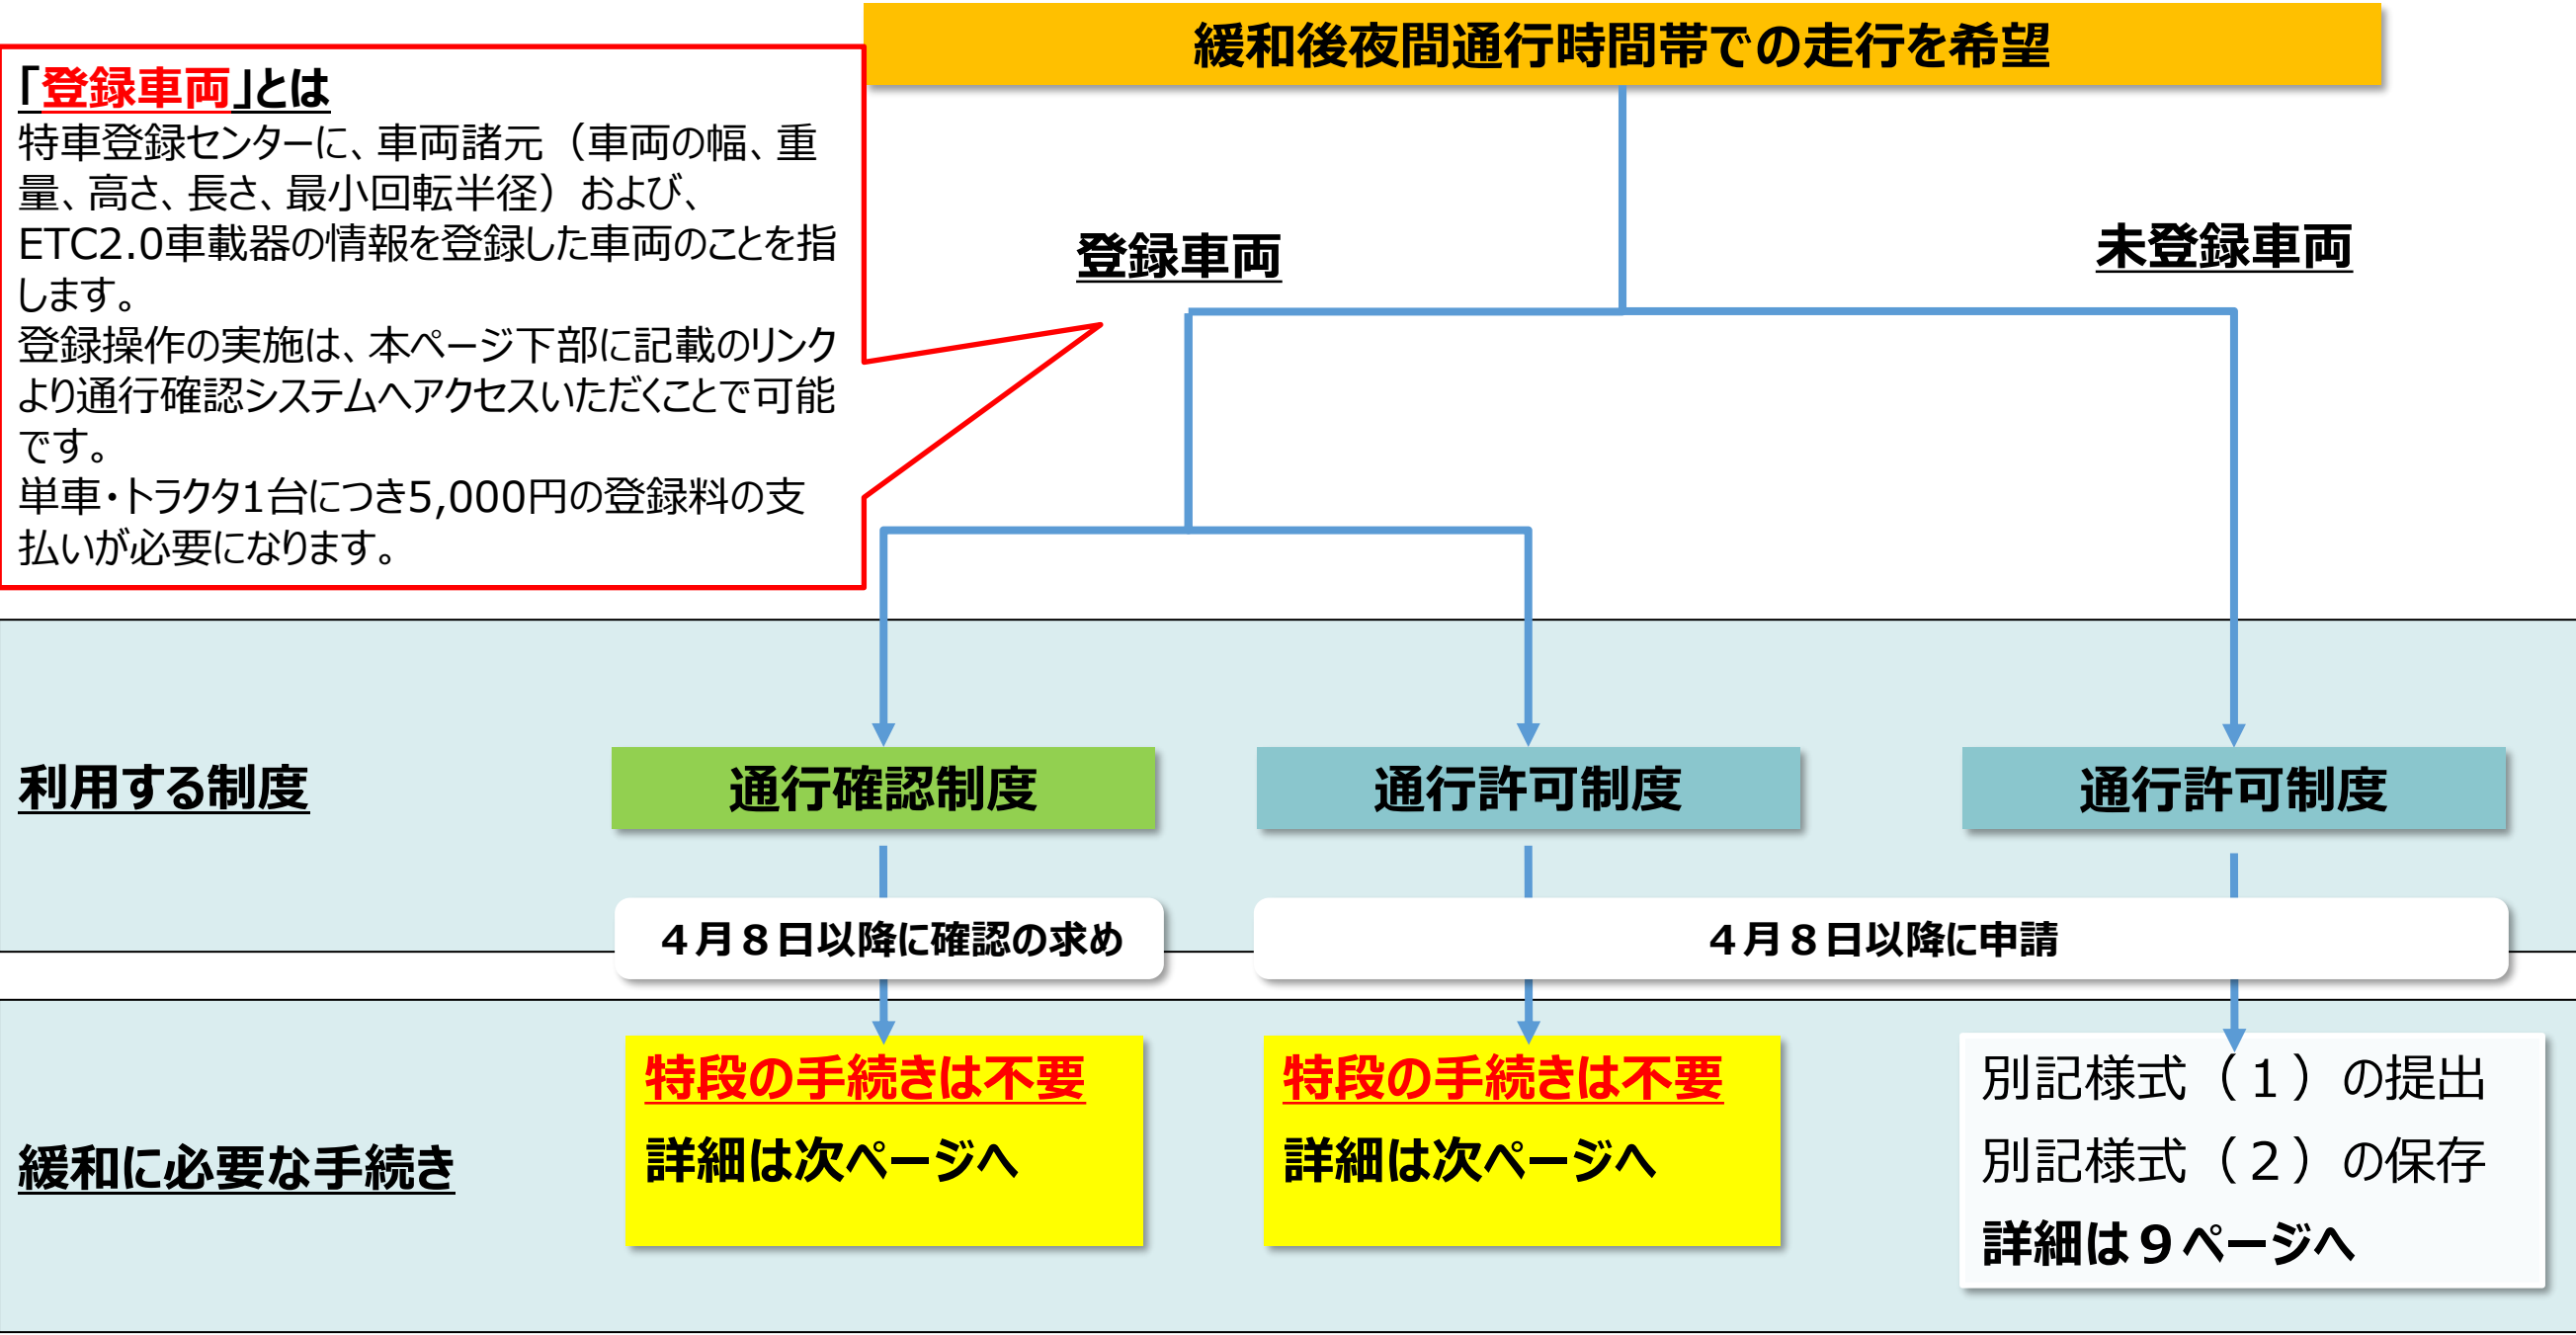 緩和後夜間通行時間帯での走行を希望
「登録車両」とは
特車登録センターに、車両諸元（車両の幅、重
量、高さ、長さ、最小回転半径）および、
ETC2.0車載器の情報を登録した車両のことを指
します。
登録操作の実施は、本ページ下部に記載のリンク
より通行確認システムへアクセスいただくことで可能
です。
単車・トラクタ1台につき5,000円の登録料の支
払いが必要になります。
登録車両
未登録車両
利用する制度
通行確認制度
通行許可制度
通行許可制度
４月８日以降に確認の求め
４月８日以降に申請
緩和に必要な手続き
特段の手続きは不要
詳細は次ページへ
特段の手続きは不要
詳細は次ページへ
別記様式（１）の提出
別記様式（２）の保存
詳細は９ページへ